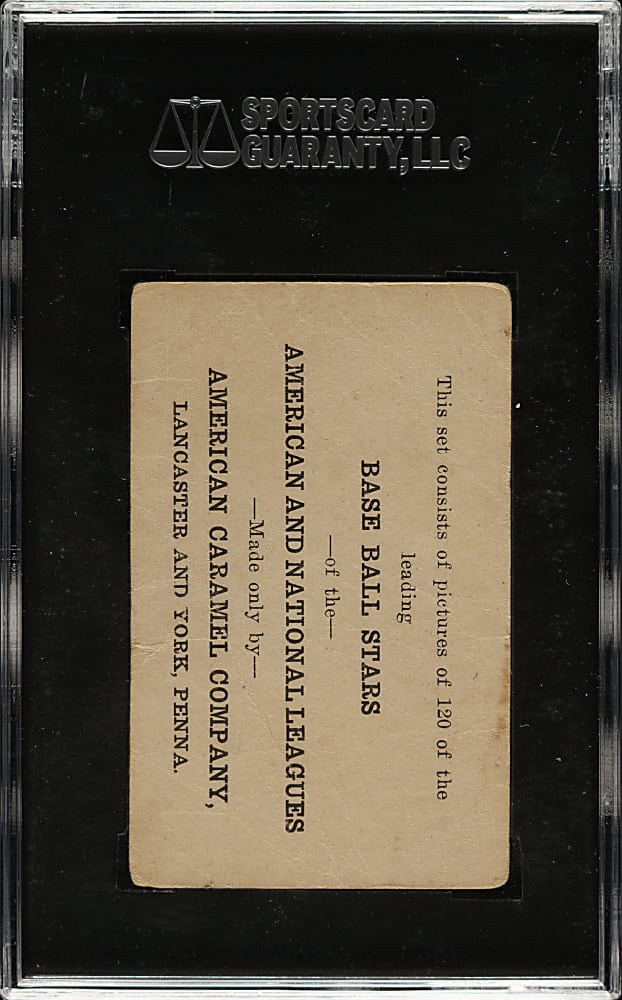 SPORTSCARD
GUARANTY, LLC
This set consists of pictures of 120 of the
leading
BASE BALL STARS
—of the—
AMERICAN AND NATIONAL LEAGUES
—Made only by—
AMERICAN CARAMEL COMPANY,
LANCASTER AND YORK, PENNA.